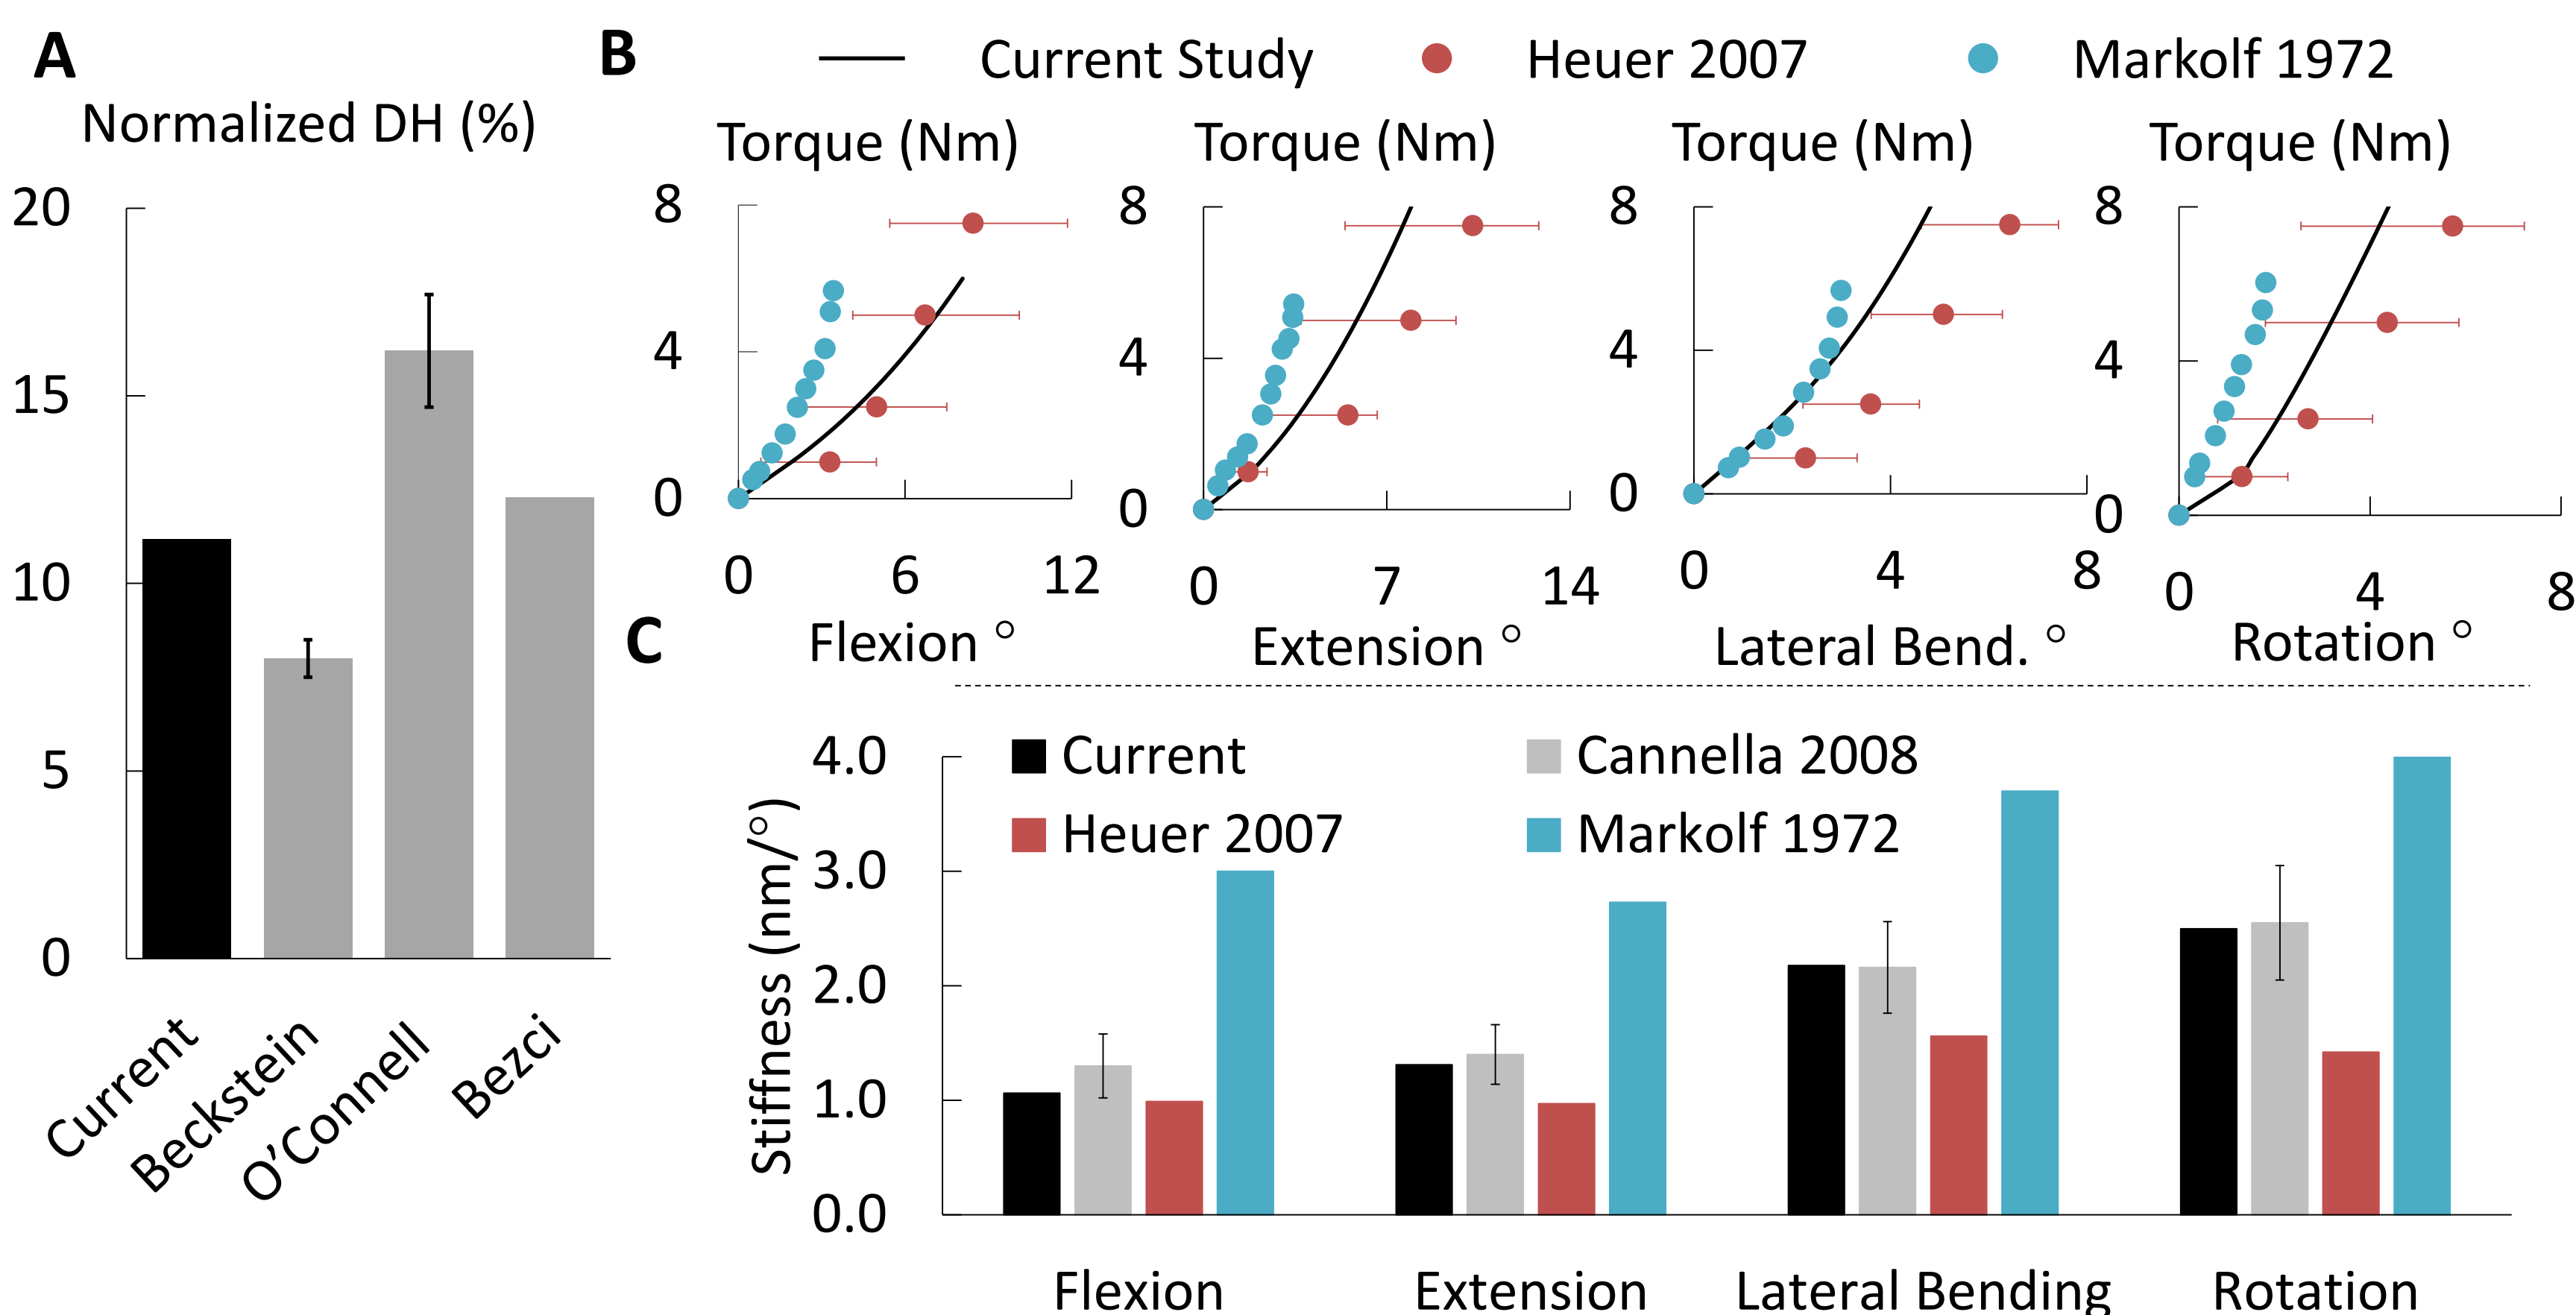 A
Normalized DH (%)
20
15
10
5
0
Current
Beckstein
O’Connell
Bezci
B
Current Study
Heuer 2007
Markolf 1972
Torque (Nm)
8
4
0
0 6 12
Flexion °
Torque (Nm)
8
4
0
0 7 14
Extension °
Torque (Nm)
8
4
0
0 4 8
Lateral Bend. °
Torque (Nm)
8
4
0
0 4 8
Rotation °
C
Stiffness (nm/°)
4.0
3.0
2.0
1.0
0.0
Current
Cannella 2008
Heuer 2007
Markolf 1972
Flexion
Extension
Lateral Bending
Rotation